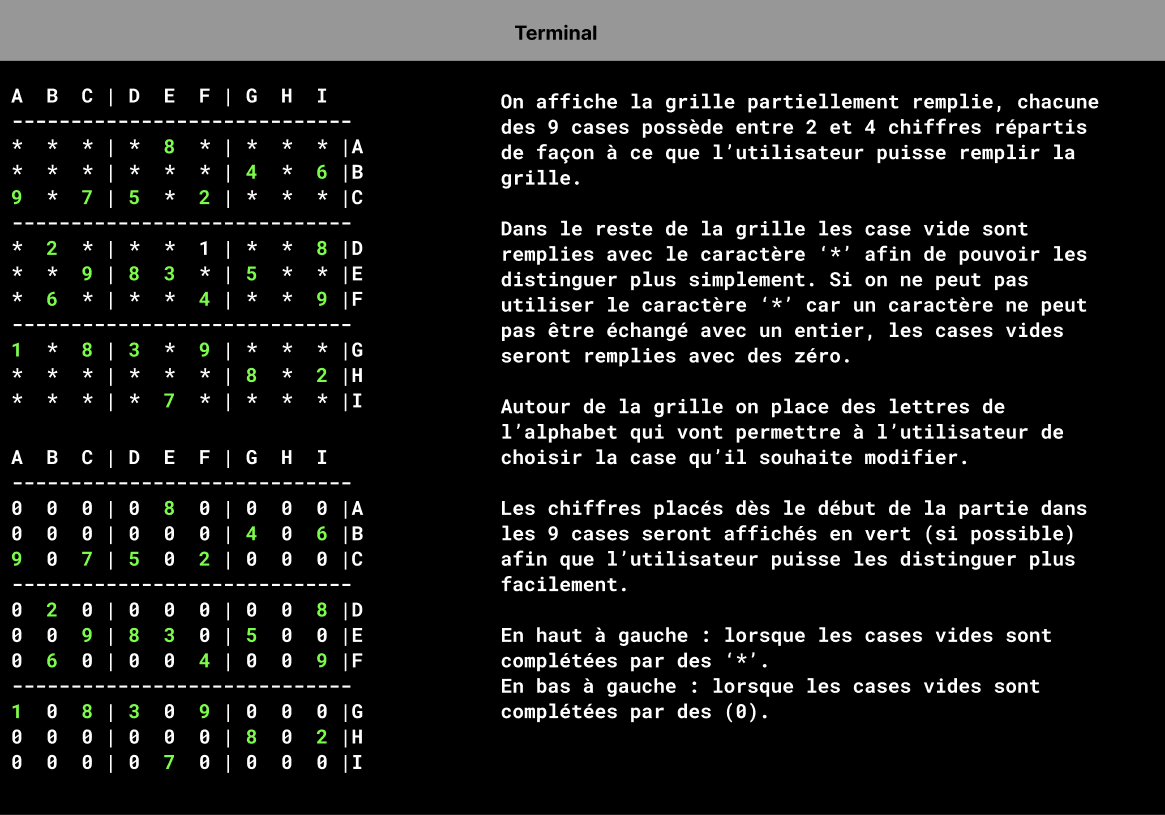 Terminal
A B C | D E F | G H I
-----------------------------
* * * | * 8 * | * * * |A
* * * | * * * | 4 * 6 |B
9 * 7 | 5 * 2 | * * * |C
-----------------------------
* 2 * | * * 1 | * * 8 |D
* * 9 | 8 3 * | 5 * * |E
* 6 * | * * 4 | * * 9 |F
-----------------------------
1 * 8 | 3 * 9 | * * * |G
* * * | * * * | 8 * 2 |H
* * * | * 7 * | * * * |I
A B C | D E F | G H I
-----------------------------
0 0 0 | 0 8 0 | 0 0 0 |A
0 0 0 | 0 0 0 | 4 0 6 |B
9 0 7 | 5 0 2 | 0 0 0 |C
-----------------------------
0 2 0 | 0 0 0 | 0 0 8 |D
0 0 9 | 8 3 0 | 5 0 0 |E
0 6 0 | 0 0 4 | 0 0 9 |F
-----------------------------
1 0 8 | 3 0 9 | 0 0 0 |G
0 0 0 | 0 0 0 | 8 0 2 |H
0 0 0 | 0 7 0 | 0 0 0 |I
On affiche la grille partiellement remplie, chacune
des 9 cases possède entre 2 et 4 chiffres répartis
de façon à ce que l’utilisateur puisse remplir la
grille.
Dans le reste de la grille les case vide sont
remplies avec le caractère ‘*’ afin de pouvoir les
distinguer plus simplement. Si on ne peut pas
utiliser le caractère ‘*’ car un caractère ne peut
pas être échangé avec un entier, les cases vides
seront remplies avec des zéro.
Autour de la grille on place des lettres de
l’alphabet qui vont permettre à l’utilisateur de
choisir la case qu’il souhaite modifier.
Les chiffres placés dès le début de la partie dans
les 9 cases seront affichés en vert (si possible)
afin que l’utilisateur puisse les distinguer plus
facilement.
En haut à gauche : lorsque les cases vides sont
complétées par des ‘*’.
En bas à gauche : lorsque les cases vides sont
complétées par des (0).